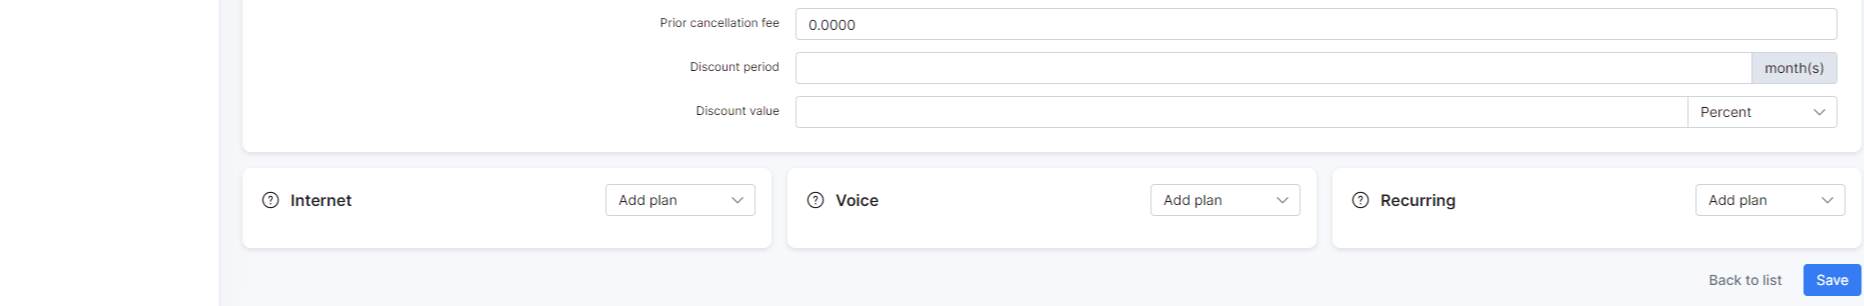 Prior cancellation fee 0.0000
Discount period month(s)
Discount value Percent
Internet Add plan Voice Add plan Recurring Add plan
Back to list Save